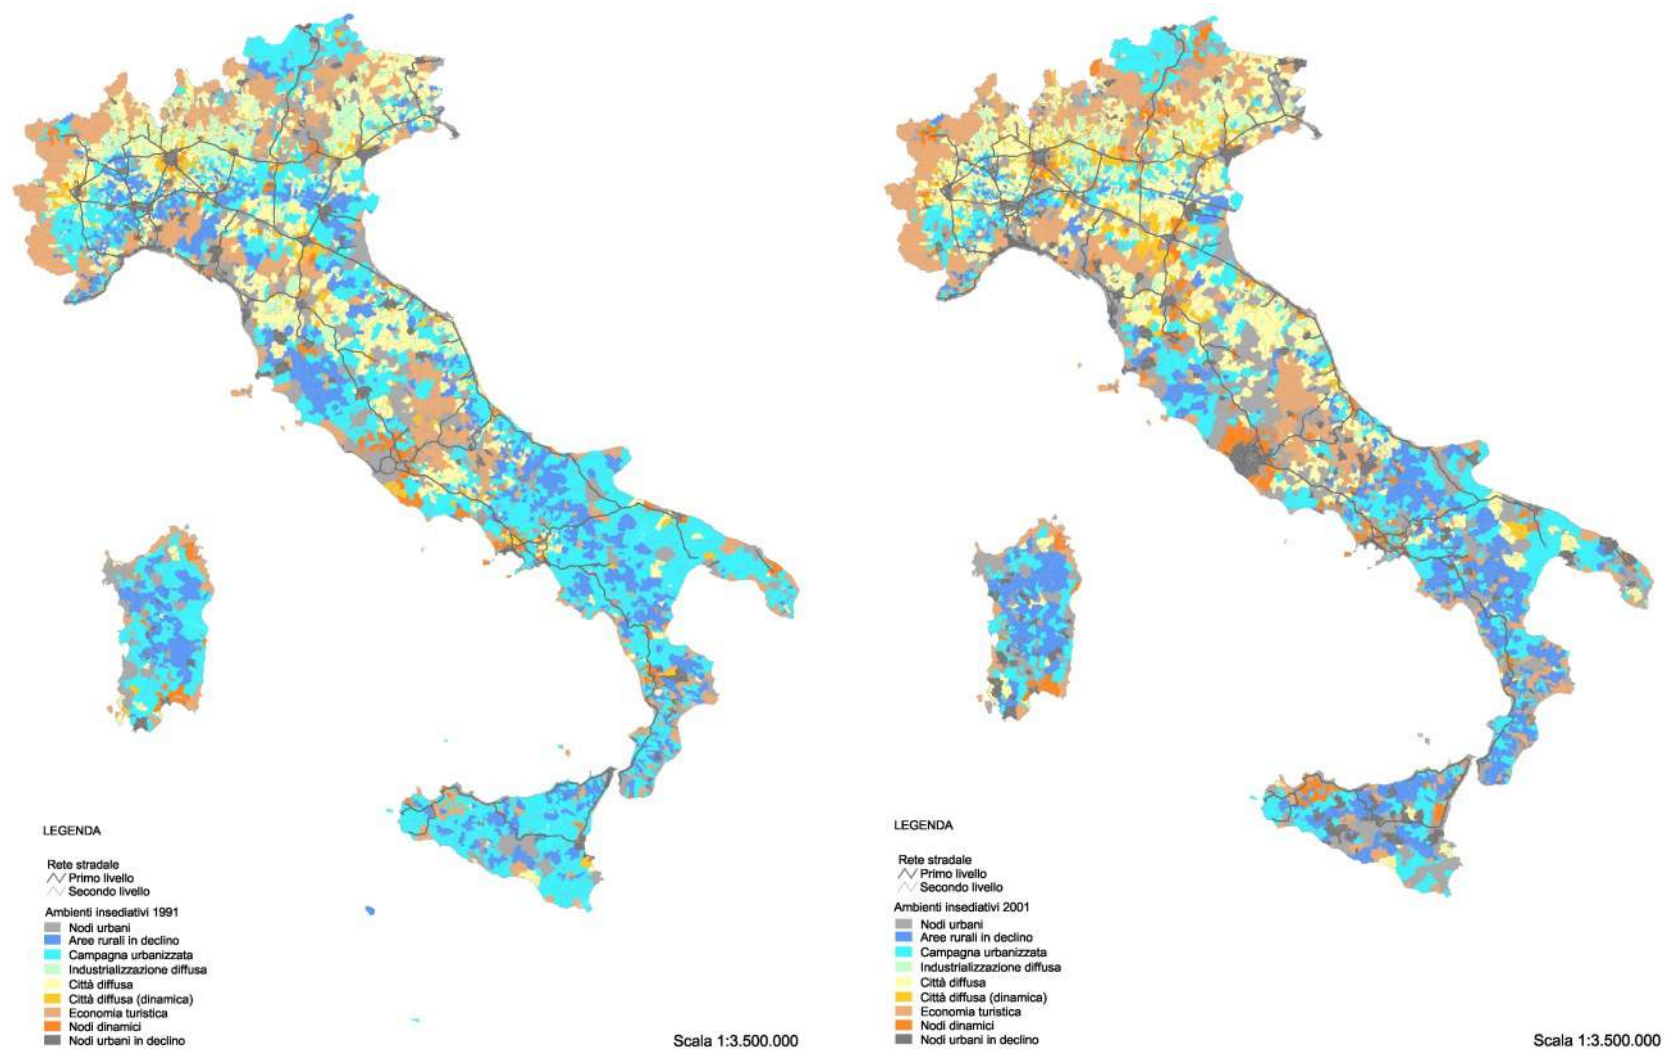 LEGENDA
Rete stradale
Primo livello
Secondo livello
Ambienti insediativi 1991
Nodi urbani
Aree rurali in declino
Campagna urbanizzata
Industrializzazione diffusa
Città diffusa
Città diffusa (dinamica)
Economia turistica
Nodi dinamici
Nodi urbani in declino
Scala 1:3.500.000
LEGENDA
Rete stradale
Primo livello
Secondo livello
Ambienti insediativi 2001
Nodi urbani
Aree rurali in declino
Campagna urbanizzata
Industrializzazione diffusa
Città diffusa
Città diffusa (dinamica)
Economia turistica
Nodi dinamici
Nodi urbani in declino
Scala 1:3.500.000